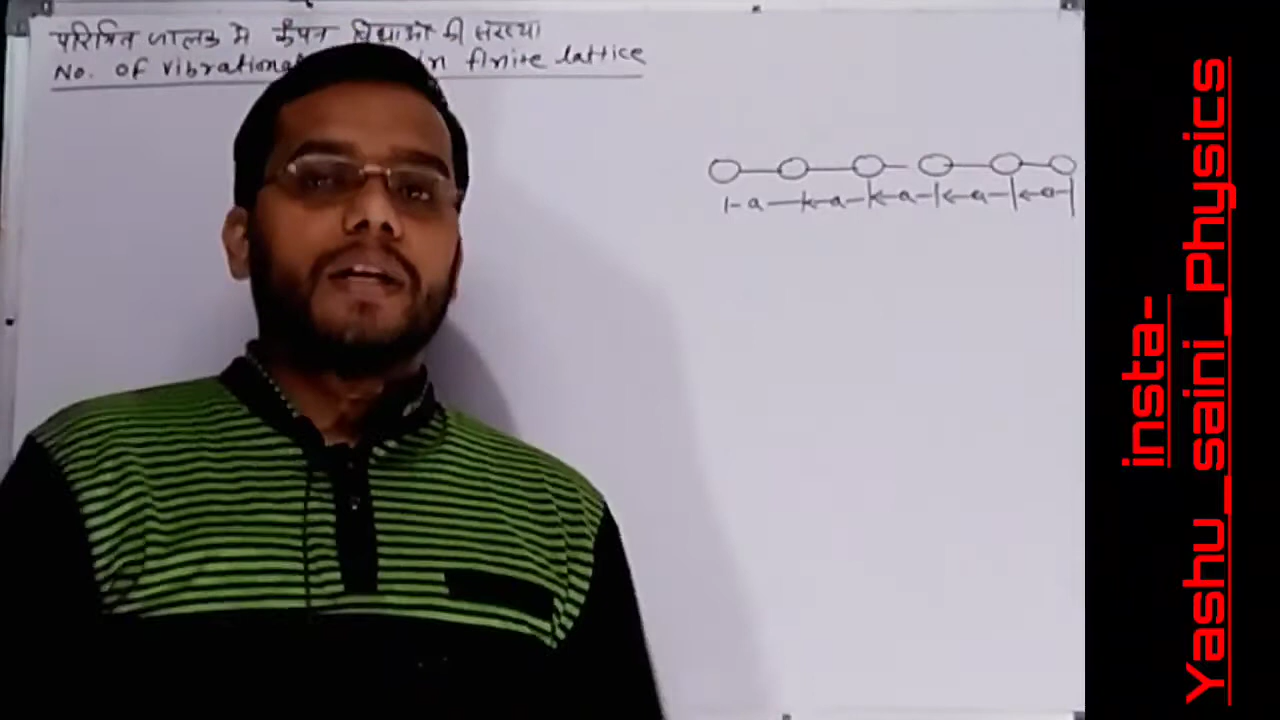 परिमित जालक मे कंपन विधाओ की संख्या
No. of vibrational in finite lattice
a a a a a
insta-
Yashu_saini_Physics